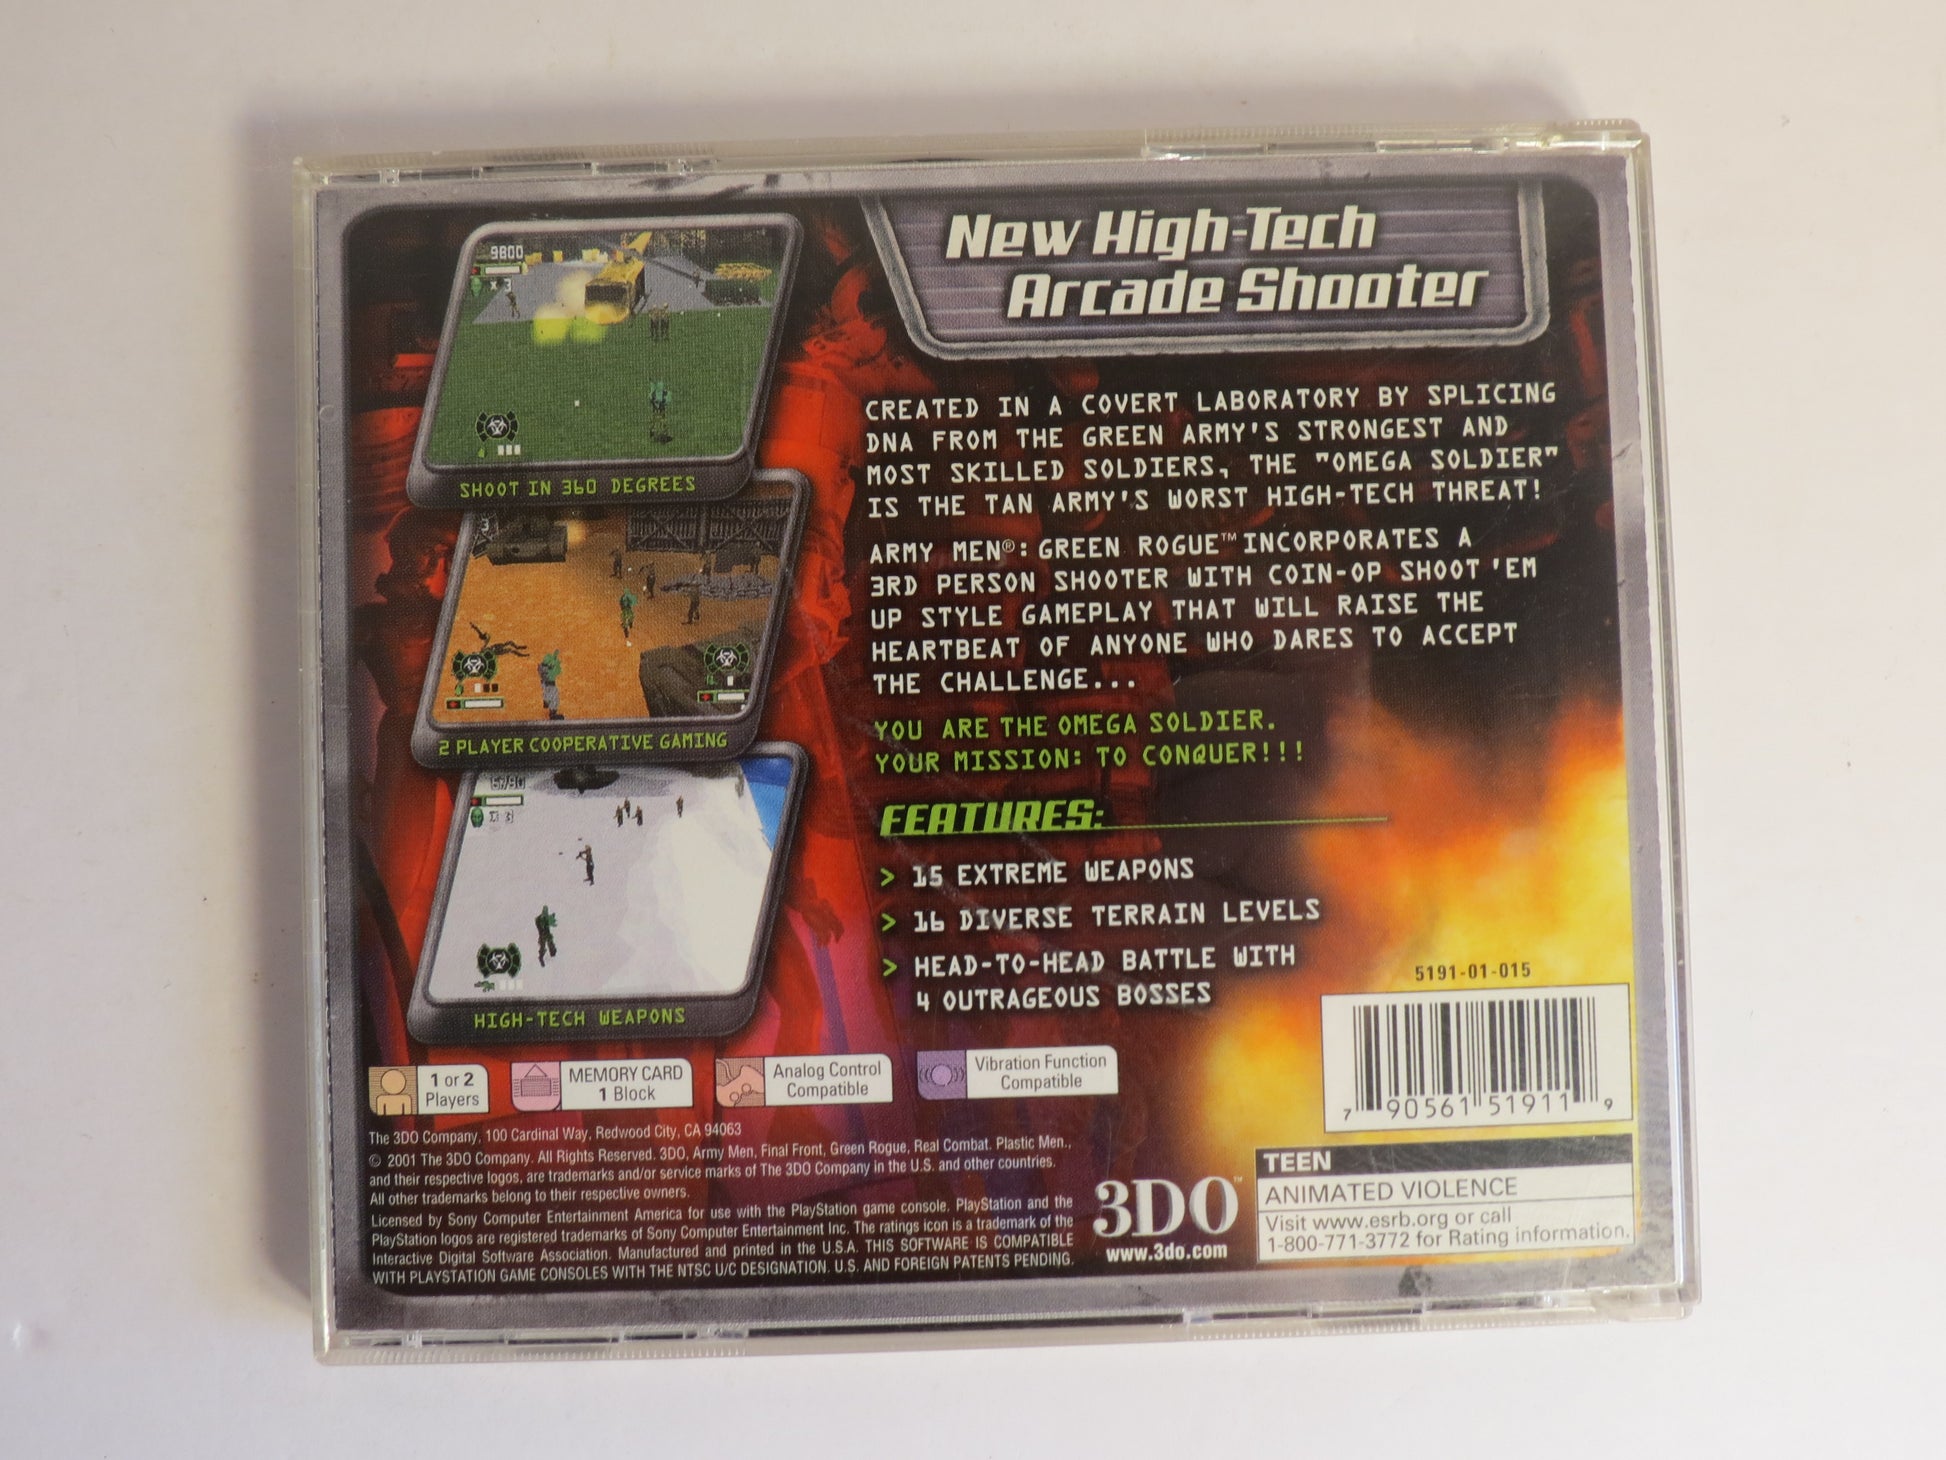 New High-Tech
Arcade Shooter
9800
x 3
SHOOT IN 360 DEGREES
3
2 PLAYER COOPERATIVE GAMING
3
HIGH-TECH WEAPONS
CREATED IN A COVERT LABORATORY BY SPLICING
DNA FROM THE GREEN ARMY'S STRONGEST AND
MOST SKILLED SOLDIERS, THE "OMEGA SOLDIER"
IS THE TAN ARMY'S WORST HIGH-TECH THREAT!
ARMY MEN®: GREEN ROGUE™ INCORPORATES A
3RD PERSON SHOOTER WITH COIN-OP SHOOT 'EM
UP STYLE GAMEPLAY THAT WILL RAISE THE
HEARTBEAT OF ANYONE WHO DARES TO ACCEPT
THE CHALLENGE...
YOU ARE THE OMEGA SOLDIER.
YOUR MISSION: TO CONQUER!!!
FEATURES:
> 15 EXTREME WEAPONS
> 16 DIVERSE TERRAIN LEVELS
> HEAD-TO-HEAD BATTLE WITH
4 OUTRAGEOUS BOSSES
5191-01-015
7 90561 51911 9
1 or 2
Players
MEMORY CARD
1 Block
Analog Control
Compatible
Vibration Function
Compatible
The 3DO Company, 100 Cardinal Way, Redwood City, CA 94063
© 2001 The 3DO Company. All Rights Reserved. 3DO, Army Men, Final Front, Green Rogue, Real Combat. Plastic Men.,
and their respective logos, are trademarks and/or service marks of The 3DO Company in the U.S. and other countries.
All other trademarks belong to their respective owners.
Licensed by Sony Computer Entertainment America for use with the PlayStation game console. PlayStation and the
PlayStation logos are registered trademarks of Sony Computer Entertainment Inc. The ratings icon is a trademark of the
Interactive Digital Software Association. Manufactured and printed in the U.S.A. THIS SOFTWARE IS COMPATIBLE
WITH PLAYSTATION GAME CONSOLES WITH THE NTSC U/C DESIGNATION. U.S. AND FOREIGN PATENTS PENDING.
3DO™
www.3do.com
TEEN
ANIMATED VIOLENCE
Visit www.esrb.org or call
1-800-771-3772 for Rating information.